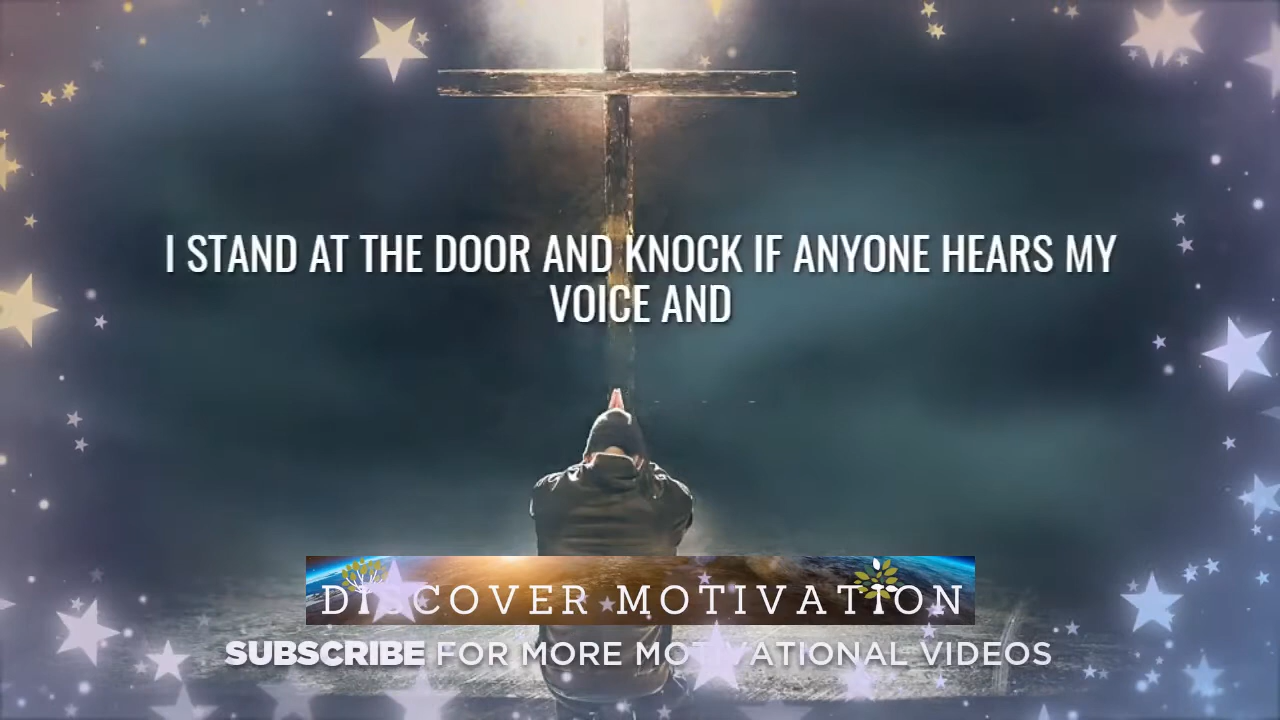 I STAND AT THE DOOR AND KNOCK IF ANYONE HEARS MY
VOICE AND
DISCOVER MOTIVATION
SUBSCRIBE FOR MORE MOTIVATIONAL VIDEOS